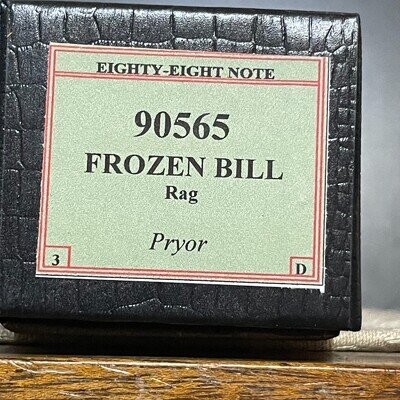 EIGHTY-EIGHT NOTE
90565
FROZEN BILL
Rag
Pryor
3 D